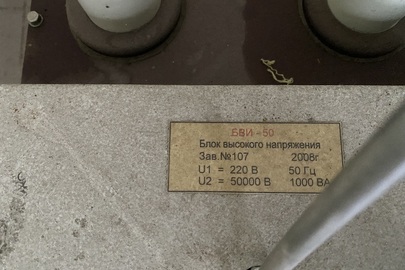 БВИ - 50
Блок высокого напряжения
Зав.№107 2008г.
U1 = 220 В 50 Гц
U2 = 50000 В 1000 ВА